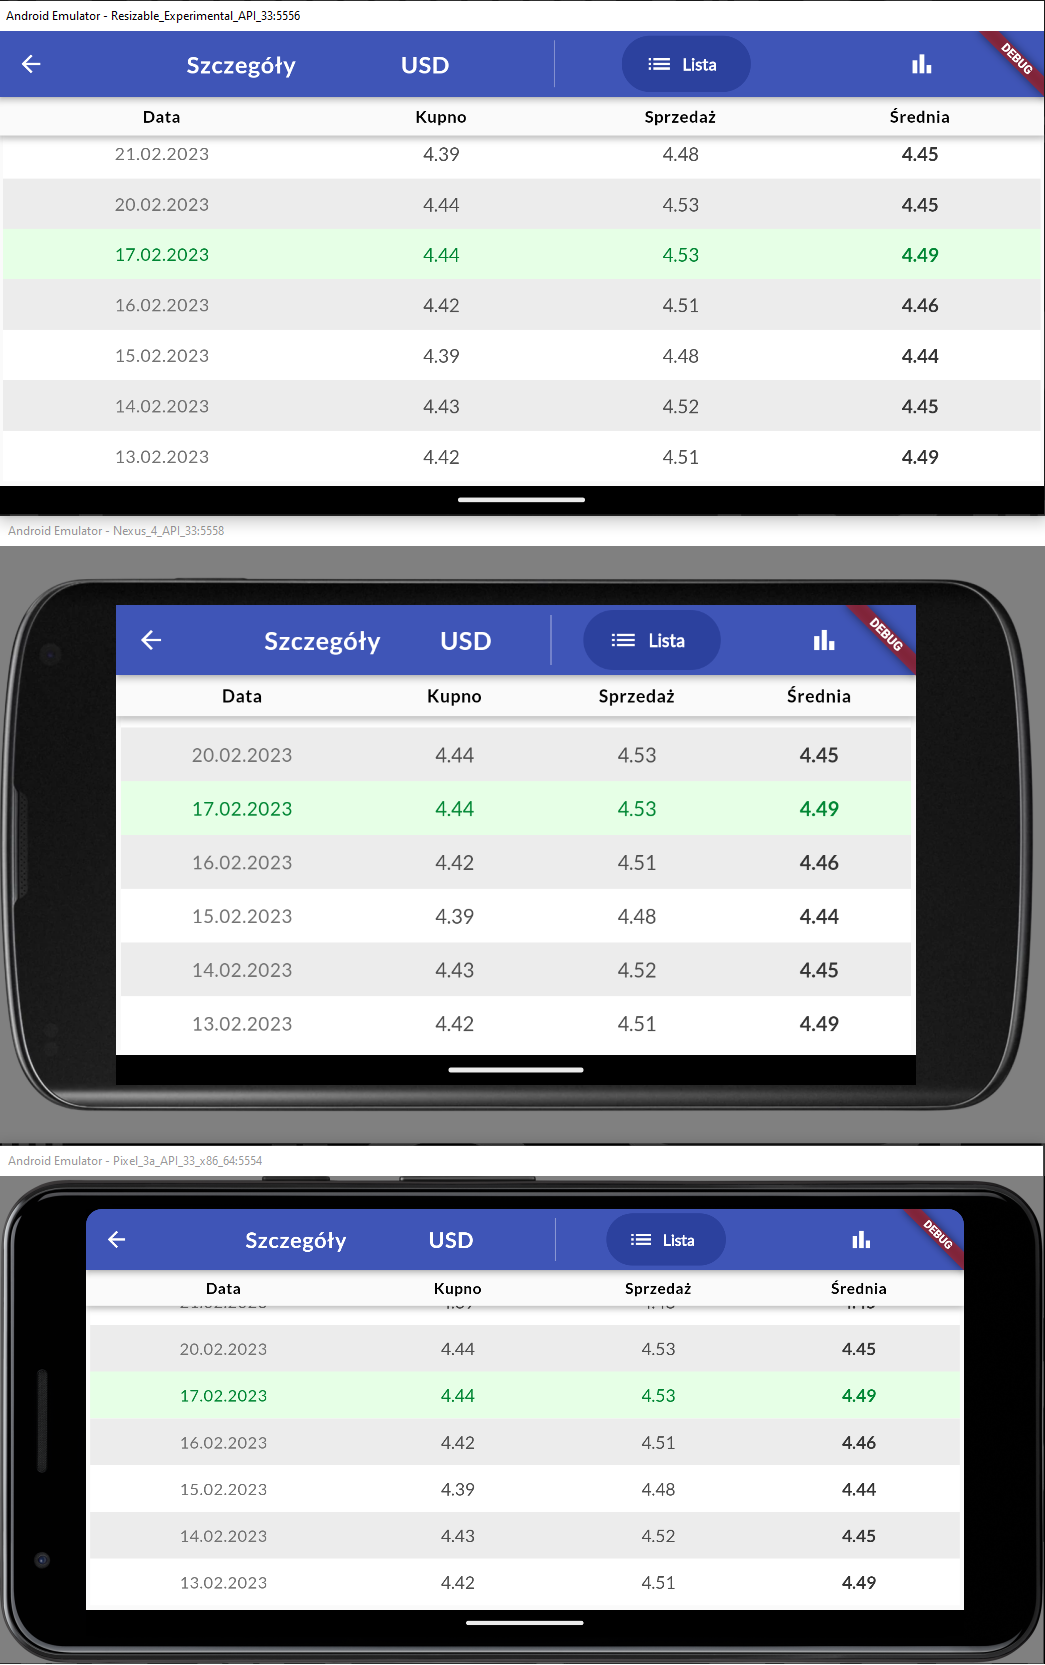 Android Emulator - Resizable_Experimental_API_33:5556
Szczegóły USD Lista DEBUG
Data Kupno Sprzedaż Średnia
21.02.2023 4.39 4.48 4.45
20.02.2023 4.44 4.53 4.45
17.02.2023 4.44 4.53 4.49
16.02.2023 4.42 4.51 4.46
15.02.2023 4.39 4.48 4.44
14.02.2023 4.43 4.52 4.45
13.02.2023 4.42 4.51 4.49
Android Emulator - Nexus_4_API_33:5558
Szczegóły USD Lista DEBUG
Data Kupno Sprzedaż Średnia
20.02.2023 4.44 4.53 4.45
17.02.2023 4.44 4.53 4.49
16.02.2023 4.42 4.51 4.46
15.02.2023 4.39 4.48 4.44
14.02.2023 4.43 4.52 4.45
13.02.2023 4.42 4.51 4.49
Android Emulator - Pixel_3a_API_33_x86_64:5554
Szczegóły USD Lista DEBUG
Data Kupno Sprzedaż Średnia
20.02.2023 4.44 4.53 4.45
17.02.2023 4.44 4.53 4.49
16.02.2023 4.42 4.51 4.46
15.02.2023 4.39 4.48 4.44
14.02.2023 4.43 4.52 4.45
13.02.2023 4.42 4.51 4.49